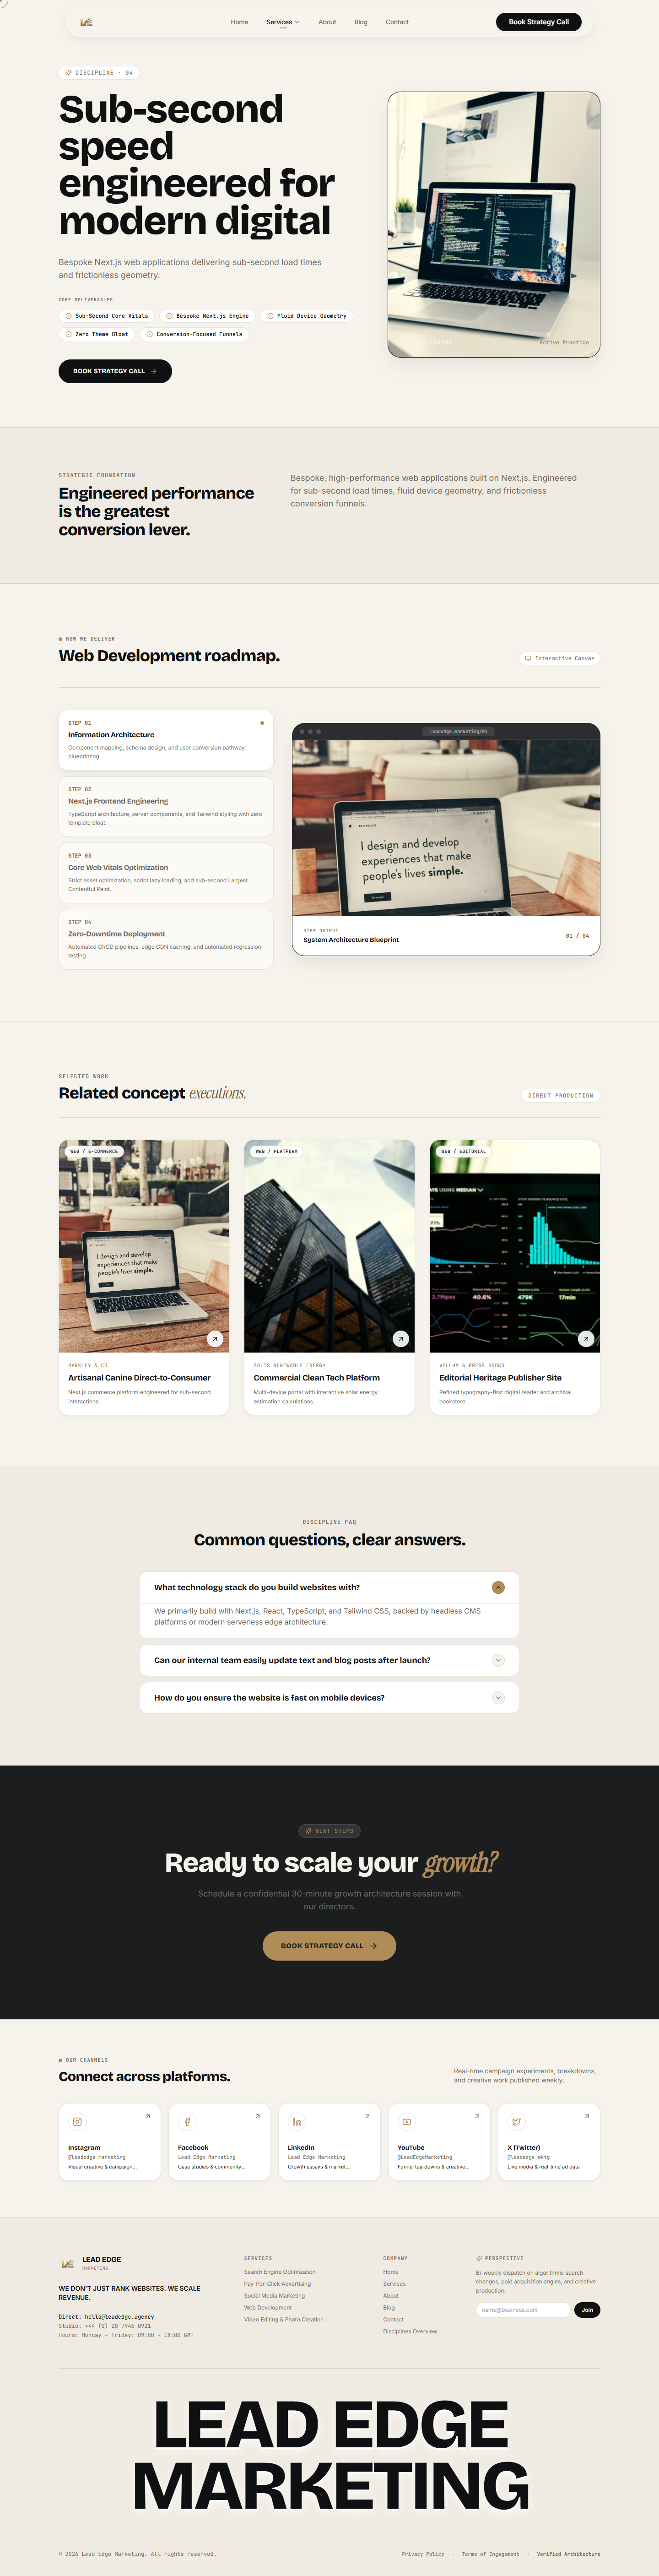 Home
Services
About
Blog
Contact
Book Strategy Call
DISCIPLINE · 04
Sub-second
speed
engineered for
modern digital
Bespoke Next.js web applications delivering sub-second load times
and frictionless geometry.
CORE DELIVERABLES
Sub-Second Core Vitals
Bespoke Next.js Engine
Fluid Device Geometry
Zero Theme Bloat
Conversion-Focused Funnels
BOOK STRATEGY CALL
Active Practice
STRATEGIC FOUNDATION
Engineered performance
is the greatest
conversion lever.
Bespoke, high-performance web applications built on Next.js. Engineered
for sub-second load times, fluid device geometry, and frictionless
conversion funnels.
HOW WE DELIVER
Web Development roadmap.
Interactive Canvas
STEP 01
Information Architecture
Component mapping, schema design, and user conversion pathway
blueprinting.
STEP 02
Next.js Frontend Engineering
TypeScript architecture, server components, and Tailwind styling with zero
template bloat.
STEP 03
Core Web Vitals Optimization
Strict asset optimization, script lazy loading, and sub-second Largest
Contentful Paint.
STEP 04
Zero-Downtime Deployment
Automated CI/CD pipelines, edge CDN caching, and automated regression
testing.
leadedge.marketing/01
I design and develop
experiences that make
people's lives simple.
STEP OUTPUT
System Architecture Blueprint
01 / 04
SELECTED WORK
Related concept executions.
DIRECT PRODUCTION
WEB / E-COMMERCE
I design and develop
experiences that make
people's lives simple.
BARKLEY & CO.
Artisanal Canine Direct-to-Consumer
Next.js commerce platform engineered for sub-second
interactions.
WEB / PLATFORM
SOLIS RENEWABLE ENERGY
Commercial Clean Tech Platform
Multi-device portal with interactive solar energy
estimation calculations.
WEB / EDITORIAL
USING MEDIAN
2.7Mpvs
40.6%
479K
17min
VELLUM & PRESS BOOKS
Editorial Heritage Publisher Site
Refined typography-first digital reader and archival
bookstore.
DISCIPLINE FAQ
Common questions, clear answers.
What technology stack do you build websites with?
We primarily build with Next.js, React, TypeScript, and Tailwind CSS, backed by headless CMS
platforms or modern serverless edge architecture.
Can our internal team easily update text and blog posts after launch?
How do you ensure the website is fast on mobile devices?
NEXT STEPS
Ready to scale your growth?
Schedule a confidential 30-minute growth architecture session with
our directors.
BOOK STRATEGY CALL
OUR CHANNELS
Connect across platforms.
Real-time campaign experiments, breakdowns,
and creative work published weekly.
Instagram
@leadedge_marketing
Visual creative & campaign...
Facebook
Lead Edge Marketing
Case studies & community...
LinkedIn
Lead Edge Marketing
Growth essays & market...
YouTube
@LeadEdgeMarketing
Funnel teardowns & creative...
X (Twitter)
@leadedge_mktg
Live media & real-time ad data
LEAD EDGE
MARKETING
WE DON'T JUST RANK WEBSITES. WE SCALE
REVENUE.
Direct: hello@leadedge.agency
Studio: +44 (0) 20 7946 0921
Hours: Monday – Friday: 09:00 – 18:00 GMT
SERVICES
Search Engine Optimization
Pay-Per-Click Advertising
Social Media Marketing
Web Development
Video Editing & Photo Creation
COMPANY
Home
Services
About
Blog
Contact
Disciplines Overview
PERSPECTIVE
Bi-weekly dispatch on algorithmic search
changes, paid acquisition angles, and creative
production.
name@business.com
Join
LEAD EDGE
MARKETING
© 2026 Lead Edge Marketing. All rights reserved.
Privacy Policy · Terms of Engagement · Verified Architecture